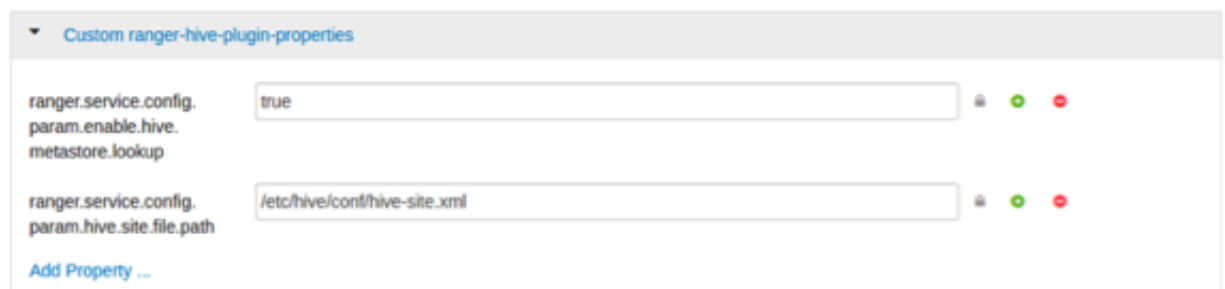 Custom ranger-hive-plugin-properties
ranger.service.config.
param.enable.hive.
metastore.lookup
true
ranger.service.config.
param.hive.site.file.path
/etc/hive/conf/hive-site.xml
Add Property ...